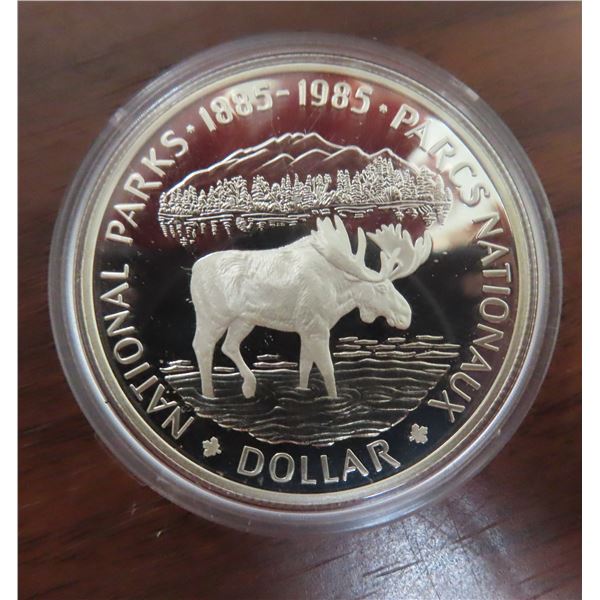 NATIONAL PARKS • 1885-1985 • PARCS NATIONAUX
DOLLAR